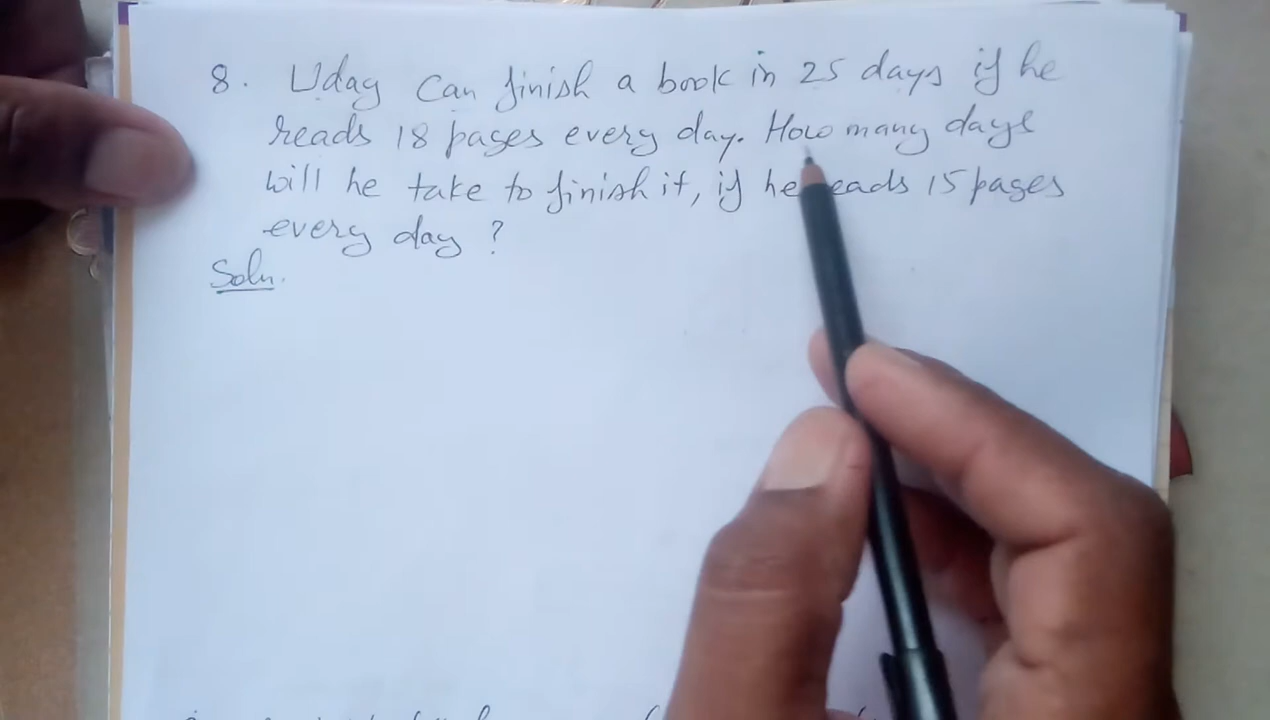 8. Uday can finish a book in 25 days if he
reads 18 pages every day. How many days
will he take to finish it, if he reads 15 pages
every day ?
Soln.